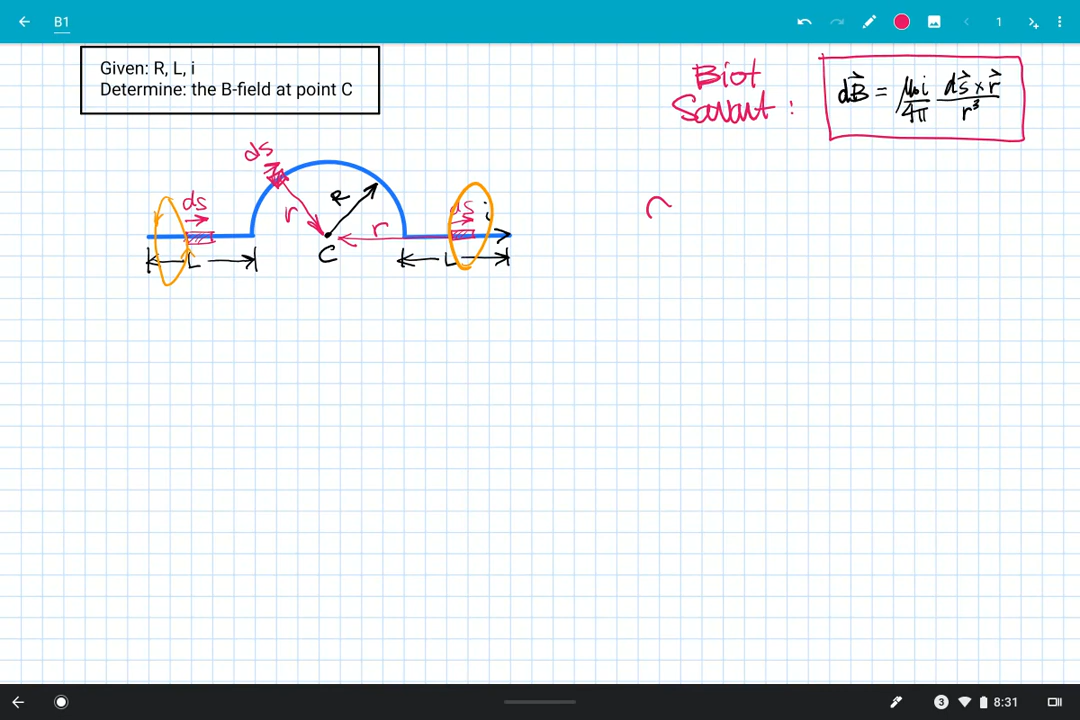 B1
1
Given: R, L, i
Determine: the B-field at point C
Biot
Savart:
dB⃗ = μ₀i/4π ds⃗ × r⃗/r³
ds
ds
r
R
r
ds
i
C
L
L
3
8:31